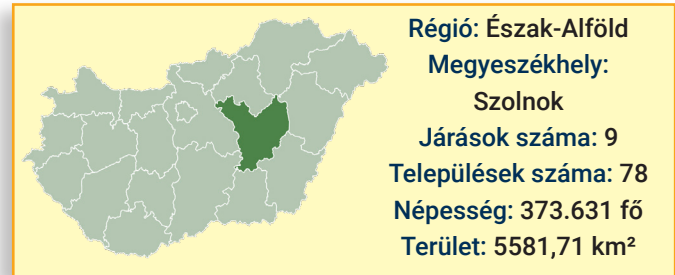 Régió: Észak-Alföld
Megyeszékhely:
Szolnok
Járások száma: 9
Települések száma: 78
Népesség: 373.631 fő
Terület: 5581,71 km²